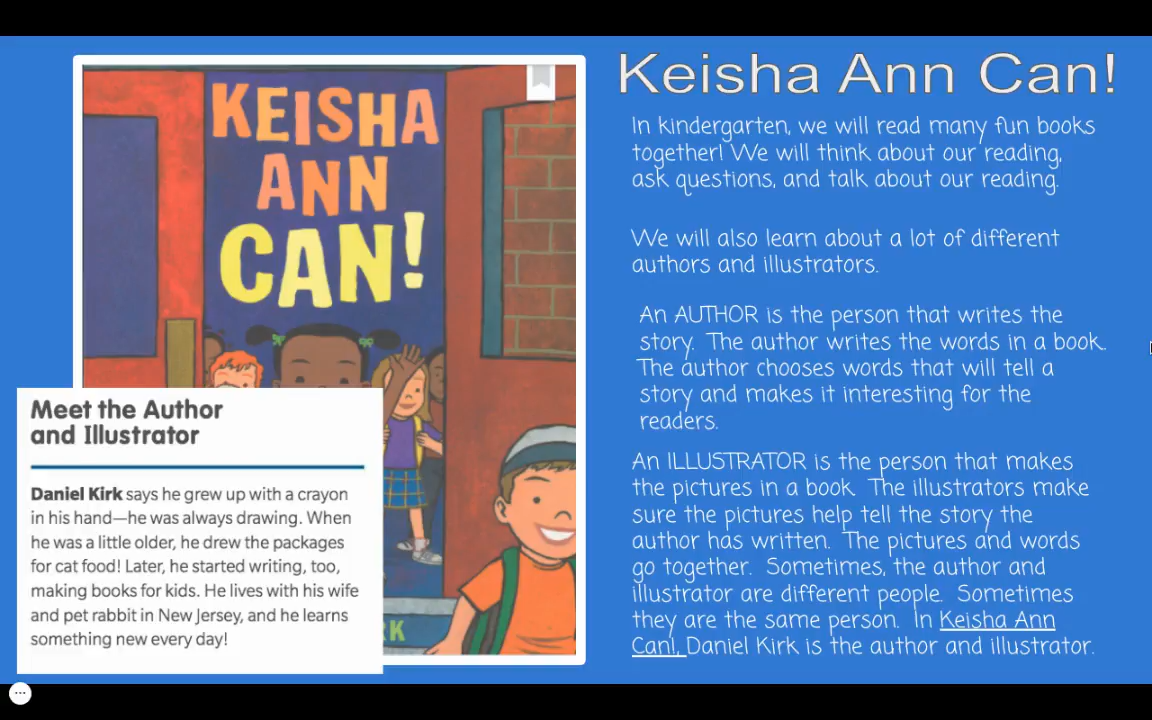 KEISHA
ANN
CAN!
RK
Meet the Author
and Illustrator
Daniel Kirk says he grew up with a crayon
in his hand—he was always drawing. When
he was a little older, he drew the packages
for cat food! Later, he started writing, too,
making books for kids. He lives with his wife
and pet rabbit in New Jersey, and he learns
something new every day!
Keisha Ann Can!
In kindergarten, we will read many fun books
together! We will think about our reading,
ask questions, and talk about our reading.
We will also learn about a lot of different
authors and illustrators.
An AUTHOR is the person that writes the
story. The author writes the words in a book.
The author chooses words that will tell a
story and makes it interesting for the
readers.
An ILLUSTRATOR is the person that makes
the pictures in a book. The illustrators make
sure the pictures help tell the story the
author has written. The pictures and words
go together. Sometimes, the author and
illustrator are different people. Sometimes
they are the same person. In Keisha Ann
Can!, Daniel Kirk is the author and illustrator.